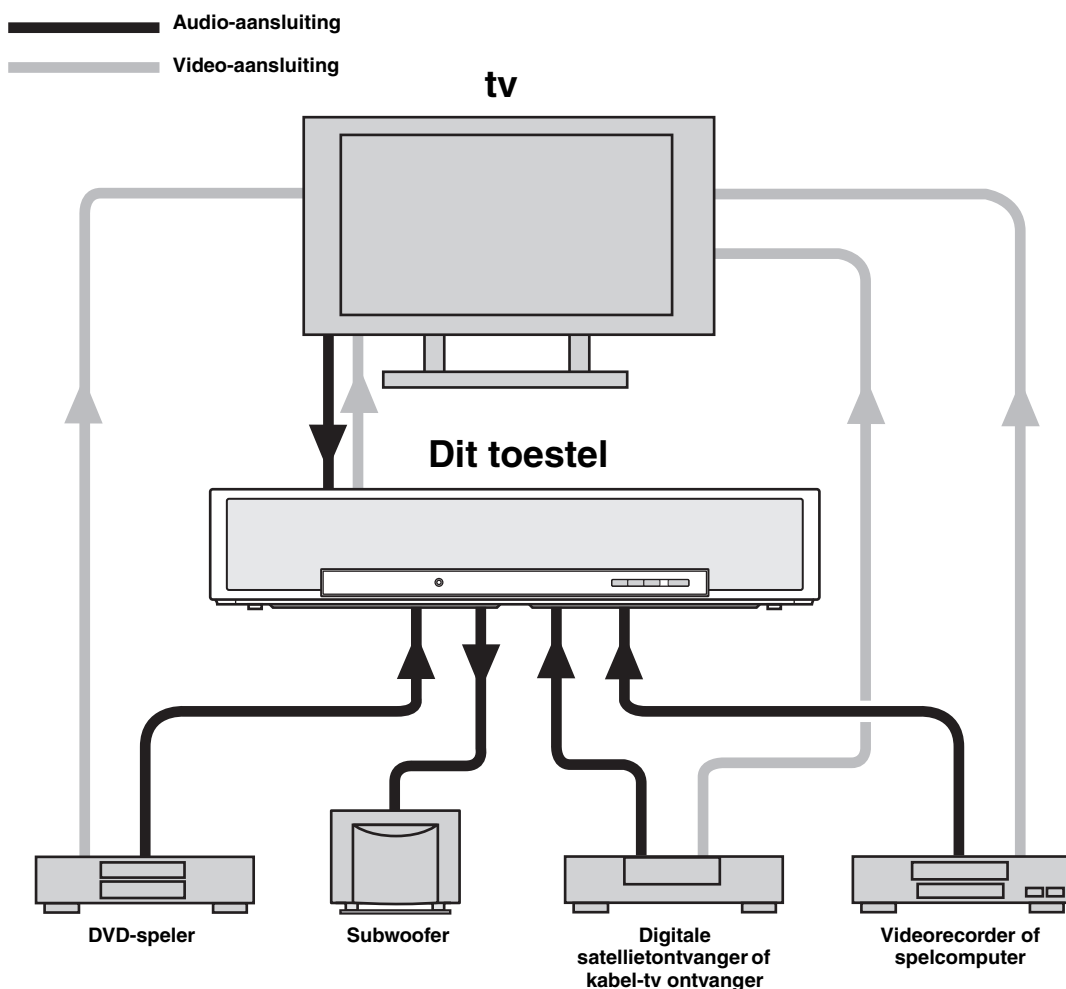 Audio-aansluiting
Video-aansluiting
tv
Dit toestel
DVD-speler
Subwoofer
Digitale
satellietontvanger of
kabel-tv ontvanger
Videorecorder of
spelcomputer